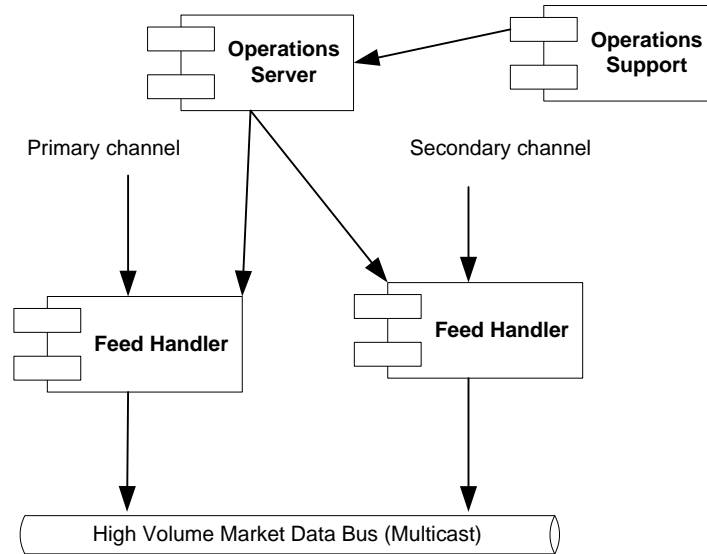 Operations
Server
Operations
Support
Primary channel
Secondary channel
Feed Handler
Feed Handler
High Volume Market Data Bus (Multicast)